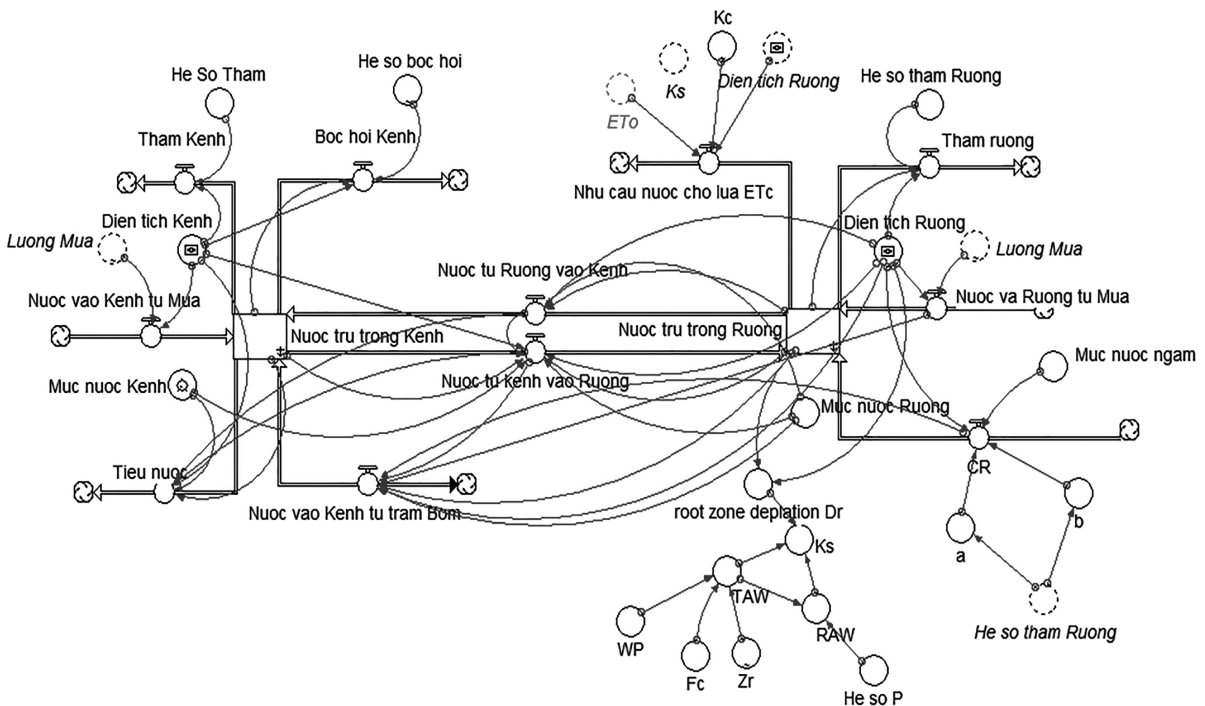 Kc
He so boc hoi
He So Tham
Dien tich Ruong
He so tham Ruong
Ks
ETo
Tham Kenh
Boc hoi Kenh
Tham ruong
Nhu cau nuoc cho lua ETc
Dien tich Kenh
Dien tich Ruong
Luong Mua
Luong Mua
Nuoc tu Ruong vao Kenh
Nuoc vao Kenh tu Mua
Nuoc va Ruong tu Mua
Nuoc tru trong Kenh
Nuoc tru trong Ruong
Muc nuoc ngam
Muc nuoc Kenh
Nuoc tu kenh vao Ruong
Muc nuoc Ruong
CR
Tieu nuoc
Nuoc vao Kenh tu tram Bom
root zone deplation Dr
b
Ks
a
TAW
RAW
He so tham Ruong
WP
Fc
Zr
He so P